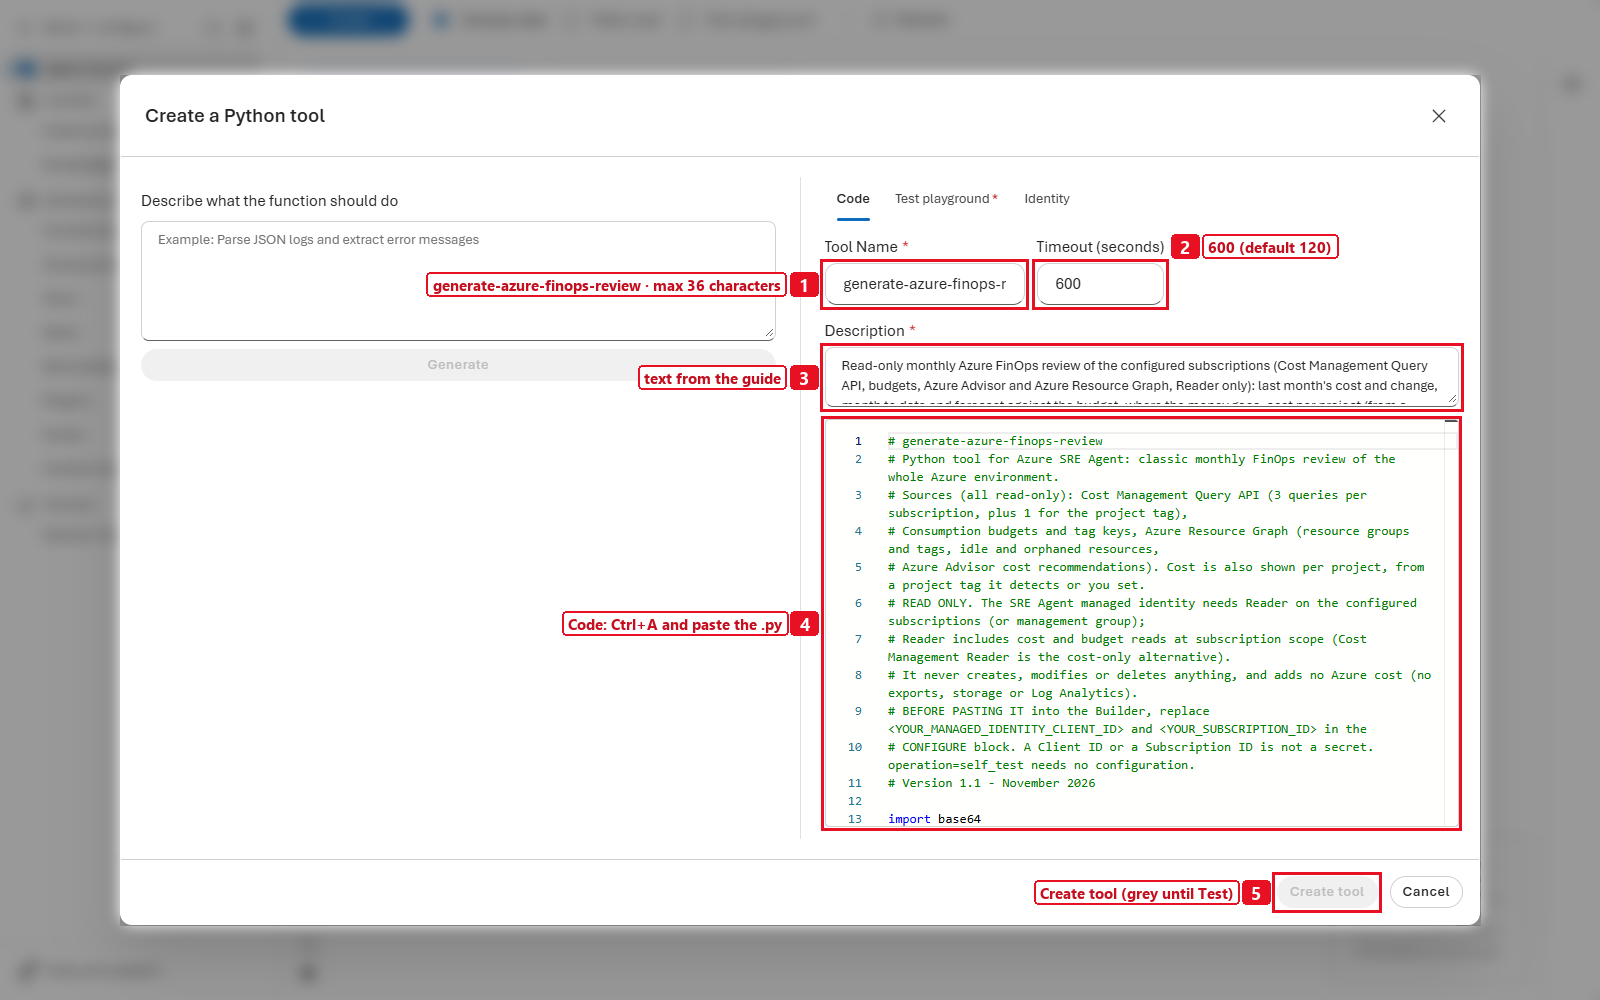 Create a Python tool
Describe what the function should do
Example: Parse JSON logs and extract error messages
Generate
Code
Test playground *
Identity
Tool Name *
Timeout (seconds)
2
600 (default 120)
generate-azure-finops-review · max 36 characters
1
generate-azure-finops-r
600
Description *
text from the guide
3
Read-only monthly Azure FinOps review of the configured subscriptions (Cost Management Query
API, budgets, Azure Advisor and Azure Resource Graph, Reader only): last month's cost and change,
Code: Ctrl+A and paste the .py
4
1 # generate-azure-finops-review
2 # Python tool for Azure SRE Agent: classic monthly FinOps review of the
whole Azure environment.
3 # Sources (all read-only): Cost Management Query API (3 queries per
subscription, plus 1 for the project tag),
4 # Consumption budgets and tag keys, Azure Resource Graph (resource groups
and tags, idle and orphaned resources,
5 # Azure Advisor cost recommendations). Cost is also shown per project, from
a project tag it detects or you set.
6 # READ ONLY. The SRE Agent managed identity needs Reader on the configured
subscriptions (or management group);
7 # Reader includes cost and budget reads at subscription scope (Cost
Management Reader is the cost-only alternative).
8 # It never creates, modifies or deletes anything, and adds no Azure cost (no
exports, storage or Log Analytics).
9 # BEFORE PASTING IT into the Builder, replace
<YOUR_MANAGED_IDENTITY_CLIENT_ID> and <YOUR_SUBSCRIPTION_ID> in the
10 # CONFIGURE block. A Client ID or a Subscription ID is not a secret.
operation=self_test needs no configuration.
11 # Version 1.1 - November 2026
12
13 import base64
Create tool (grey until Test)
5
Create tool
Cancel